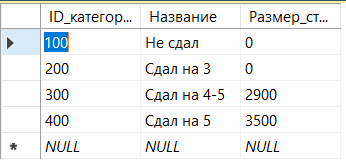 ID_категор... Название Размер_ст...
100 Не сдал 0
200 Сдал на 3 0
300 Сдал на 4-5 2900
400 Сдал на 5 3500
NULL NULL NULL